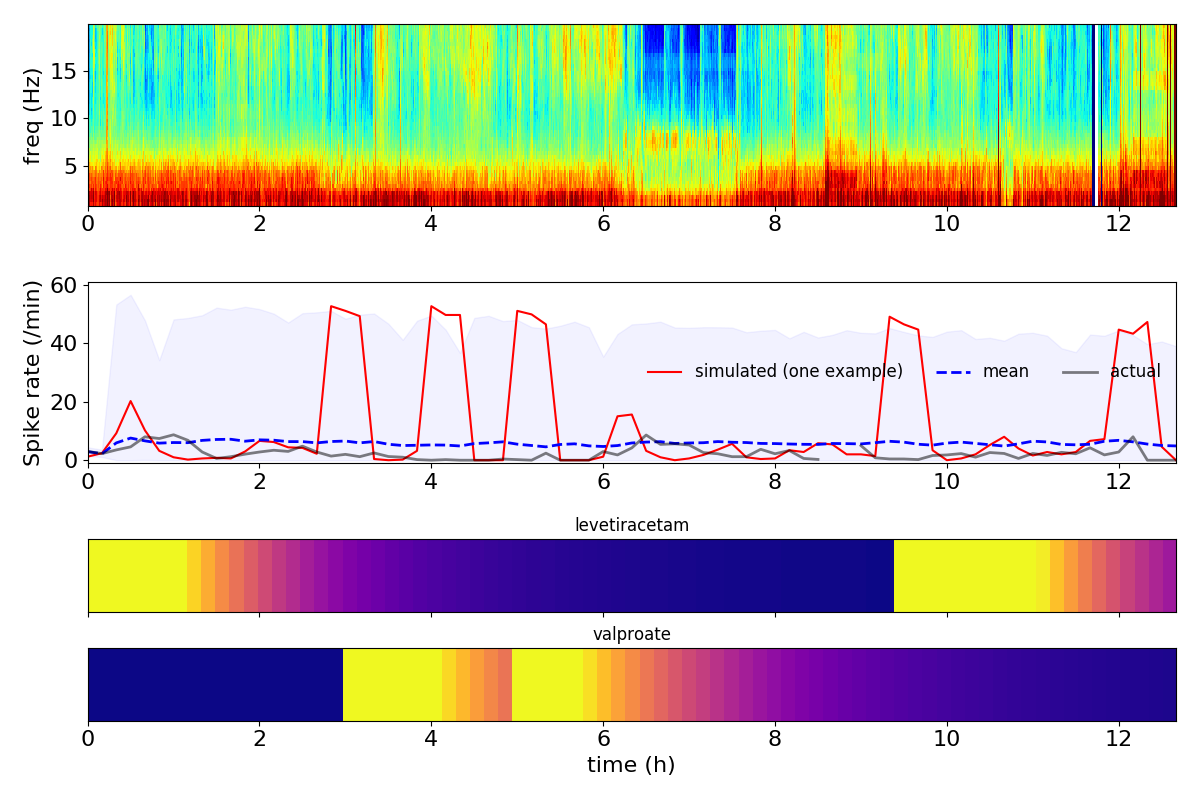 freq (Hz)
15
10
5
0 2 4 6 8 10 12
Spike rate (/min)
60
40
20
0
simulated (one example) mean actual
0 2 4 6 8 10 12
levetiracetam
valproate
0 2 4 6 8 10 12
time (h)